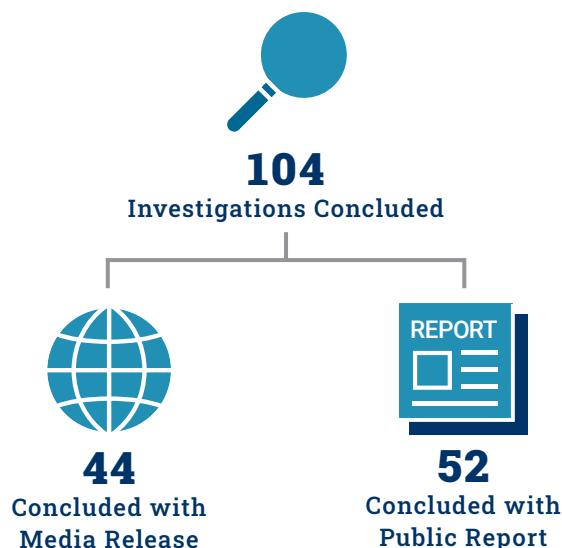 104
Investigations Concluded
REPORT
44
Concluded with
Media Release
52
Concluded with
Public Report